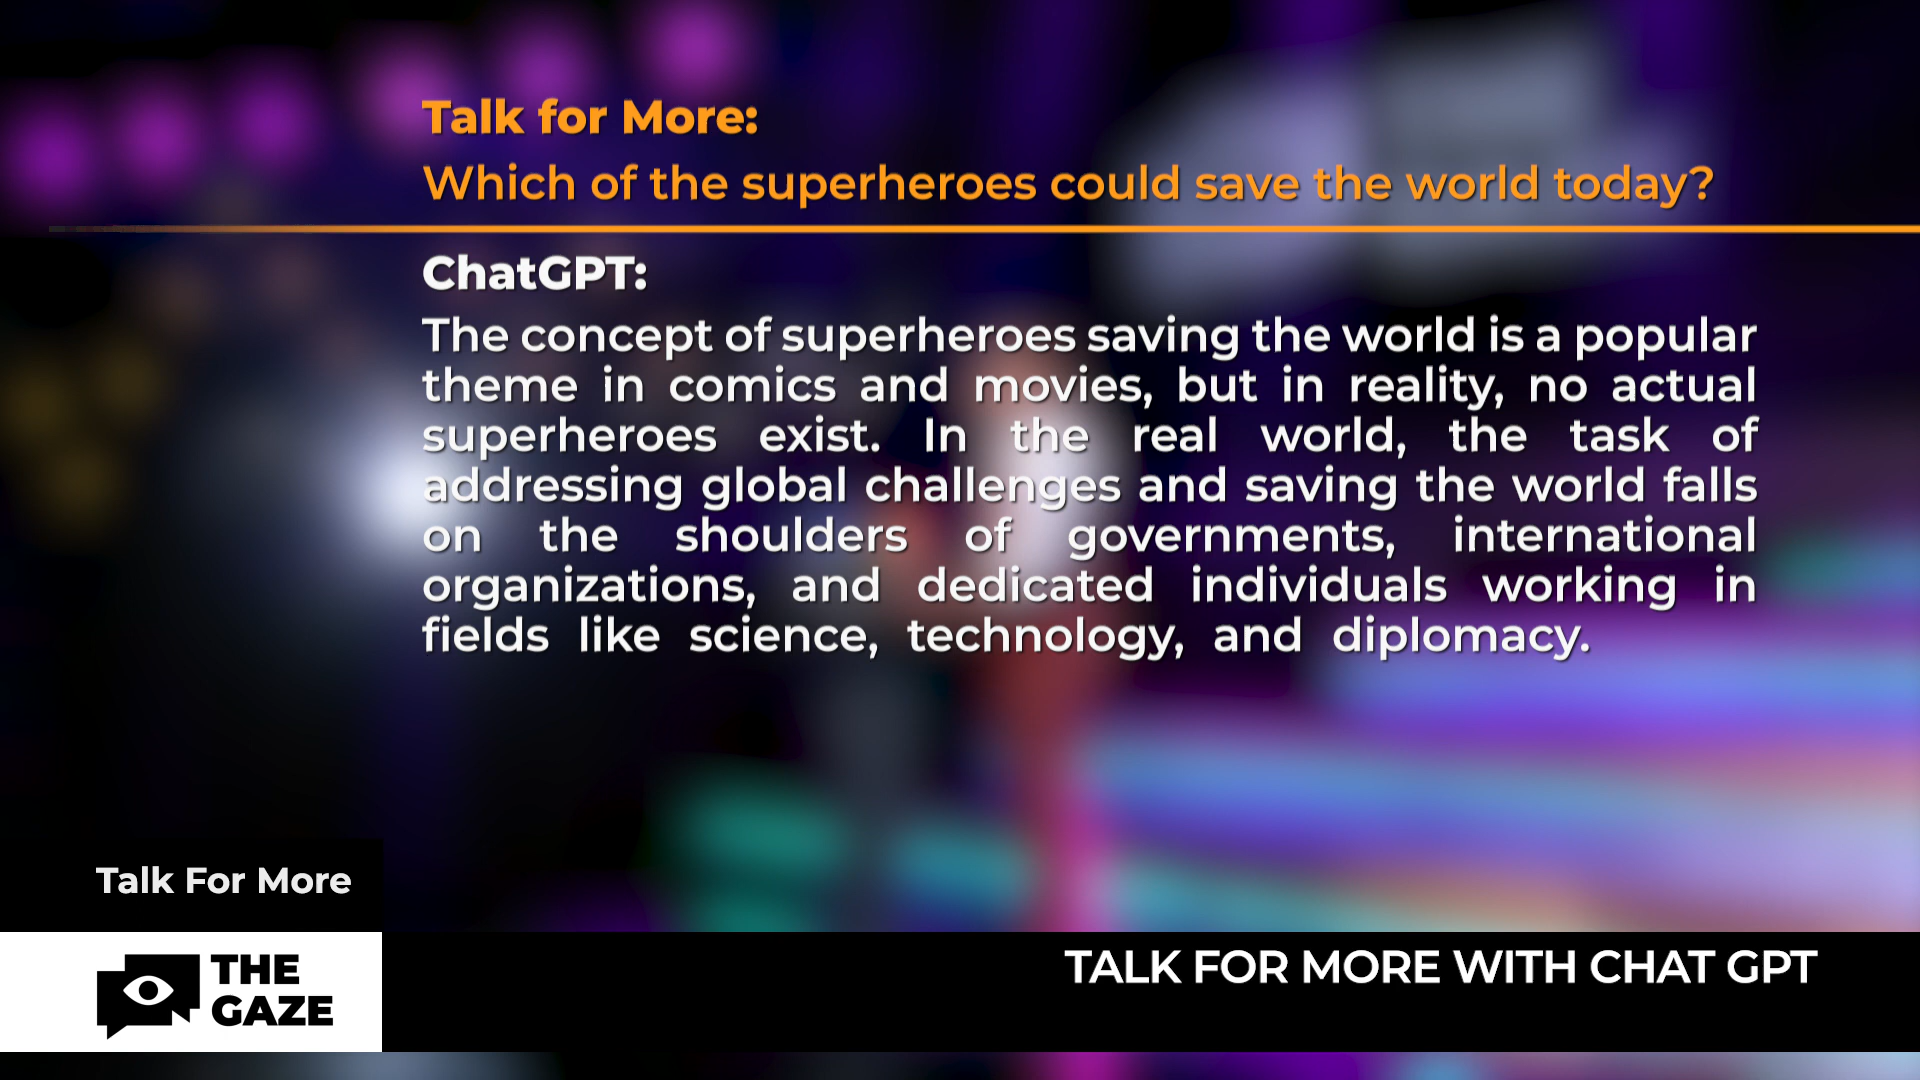 Talk for More:
Which of the superheroes could save the world today?
ChatGPT:
The concept of superheroes saving the world is a popular
theme in comics and movies, but in reality, no actual
superheroes exist. In the real world, the task of
addressing global challenges and saving the world falls
on the shoulders of governments, international
organizations, and dedicated individuals working in
fields like science, technology, and diplomacy.
Talk For More
THE
GAZE
TALK FOR MORE WITH CHAT GPT